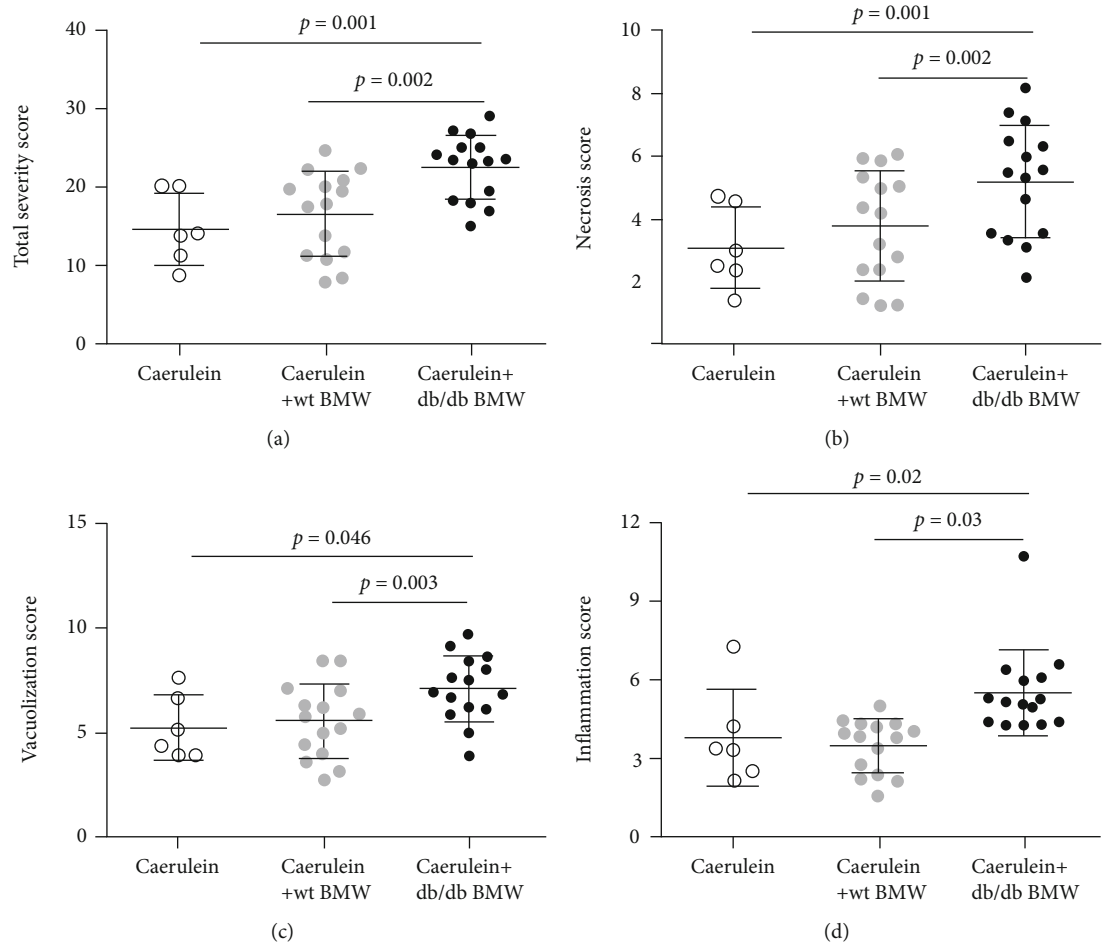 p = 0.001
p = 0.002
Total severity score
40
30
20
10
0
Caerulein
Caerulein
+wt BMW
Caerulein+
db/db BMW
(a)
p = 0.001
p = 0.002
Necrosis score
10
8
6
4
2
Caerulein
Caerulein
+wt BMW
Caerulein+
db/db BMW
(b)
p = 0.046
p = 0.003
Vacuolization score
15
10
5
0
Caerulein
Caerulein
+wt BMW
Caerulein+
db/db BMW
(c)
p = 0.02
p = 0.03
Inflammation score
12
9
6
3
0
Caerulein
Caerulein
+wt BMW
Caerulein+
db/db BMW
(d)